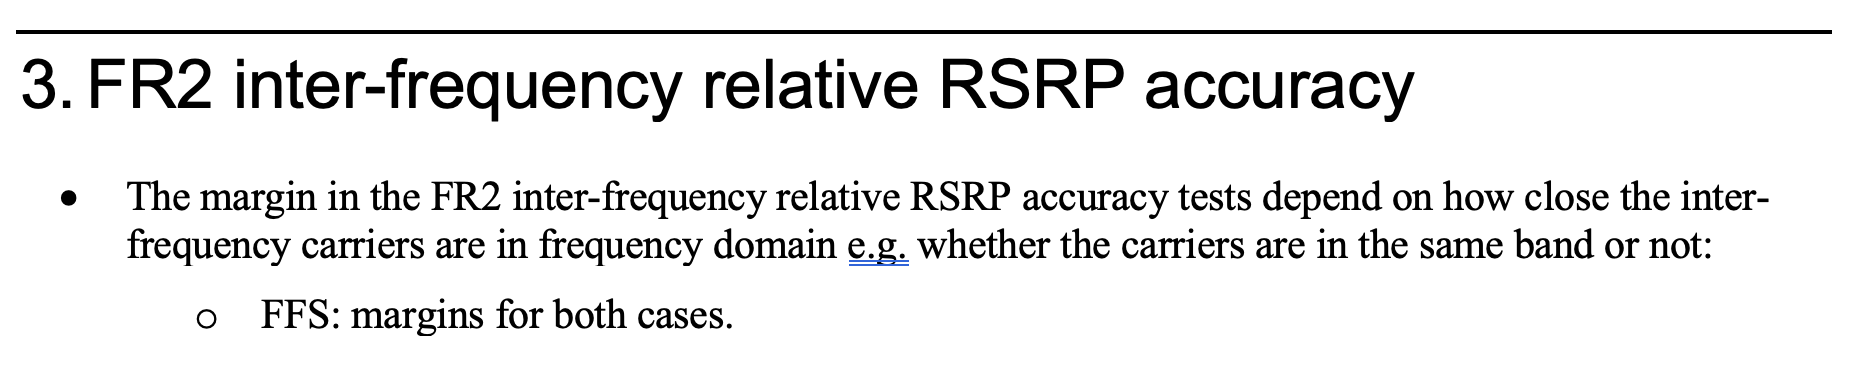 3. FR2 inter-frequency relative RSRP accuracy
• The margin in the FR2 inter-frequency relative RSRP accuracy tests depend on how close the inter-
frequency carriers are in frequency domain e.g. whether the carriers are in the same band or not:
o FFS: margins for both cases.